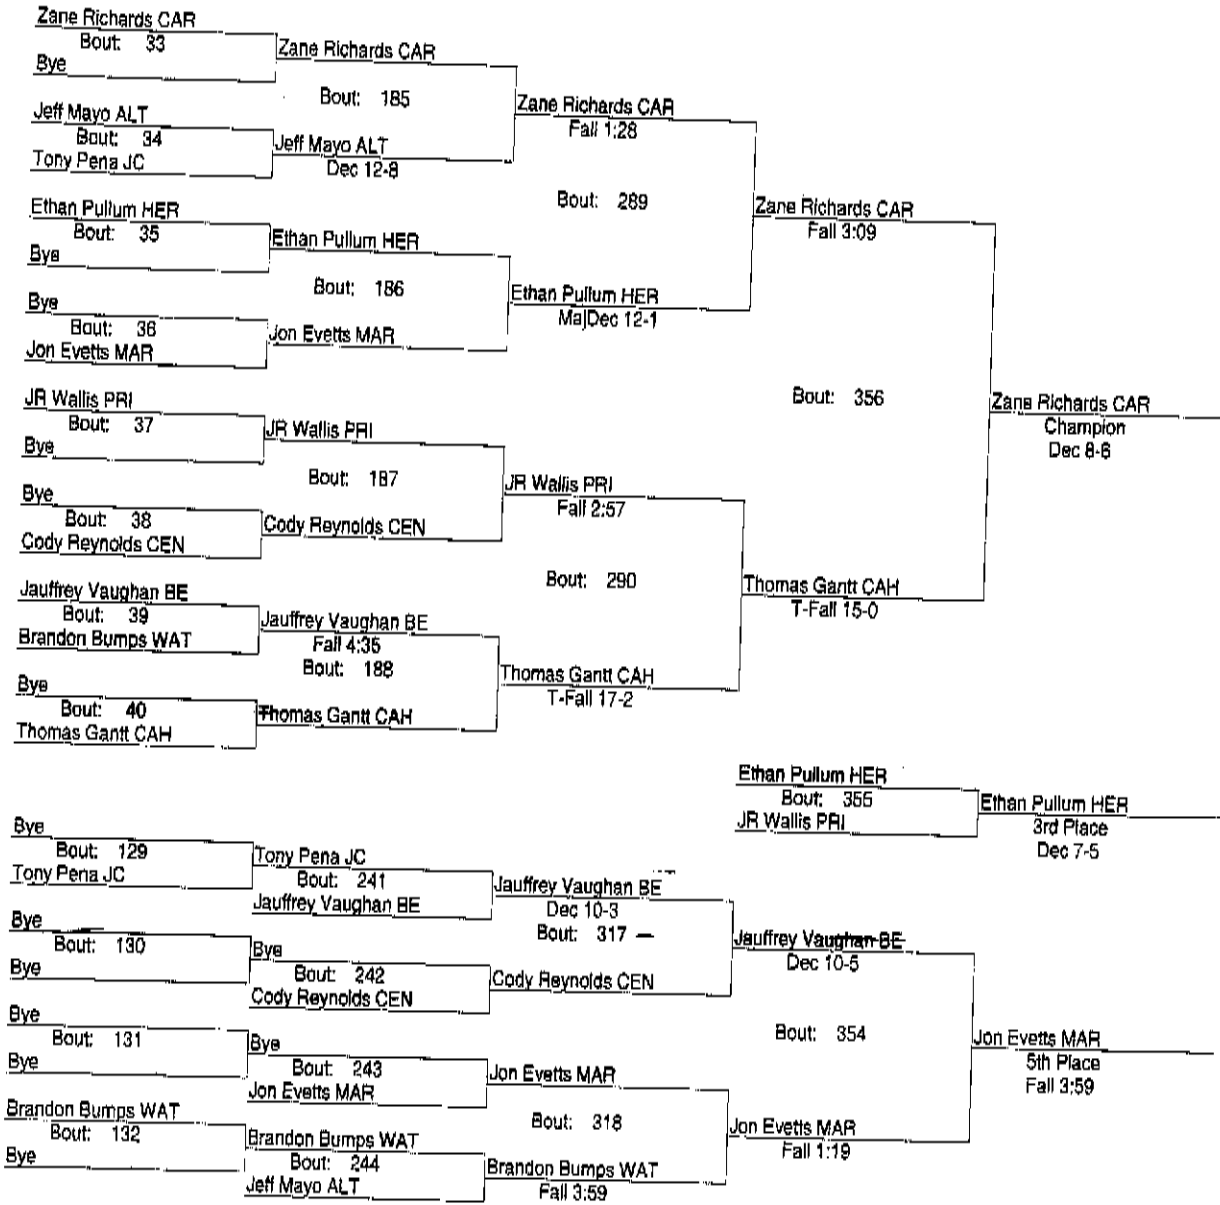 Zane Richards CAR
Bout: 33
Bye
Zane Richards CAR
Bout: 185
Jeff Mayo ALT
Bout: 34
Tony Pena JC
Jeff Mayo ALT
Dec 12-8
Zane Richards CAR
Fall 1:28
Bout: 289
Ethan Pullum HER
Bout: 35
Bye
Ethan Pullum HER
Bout: 186
Bye
Bout: 36
Jon Evetts MAR
Jon Evetts MAR
Ethan Pullum HER
MajDec 12-1
Zane Richards CAR
Fall 3:09
Bout: 356
JR Wallis PRI
Bout: 37
Bye
JR Wallis PRI
Bout: 187
Bye
Bout: 38
Cody Reynolds CEN
Cody Reynolds CEN
JR Wallis PRI
Fall 2:57
Bout: 290
Jauffrey Vaughan BE
Bout: 39
Brandon Bumps WAT
Jauffrey Vaughan BE
Fall 4:35
Bout: 188
Bye
Bout: 40
Thomas Gantt CAH
Thomas Gantt CAH
Thomas Gantt CAH
T-Fall 17-2
Thomas Gantt CAH
T-Fall 15-0
Zane Richards CAR
Champion
Dec 8-6
Ethan Pullum HER
Bout: 355
JR Wallis PRI
Ethan Pullum HER
3rd Place
Dec 7-5
Bye
Bout: 129
Tony Pena JC
Tony Pena JC
Bout: 241
Jauffrey Vaughan BE
Jauffrey Vaughan BE
Dec 10-3
Bout: 317
Bye
Bout: 130
Bye
Bye
Bout: 242
Cody Reynolds CEN
Cody Reynolds CEN
Jauffrey Vaughan BE
Dec 10-5
Bout: 354
Bye
Bout: 131
Bye
Bye
Bout: 243
Jon Evetts MAR
Jon Evetts MAR
Bout: 318
Brandon Bumps WAT
Bout: 132
Bye
Brandon Bumps WAT
Bout: 244
Jeff Mayo ALT
Brandon Bumps WAT
Fall 3:59
Jon Evetts MAR
Fall 1:19
Jon Evetts MAR
5th Place
Fall 3:59